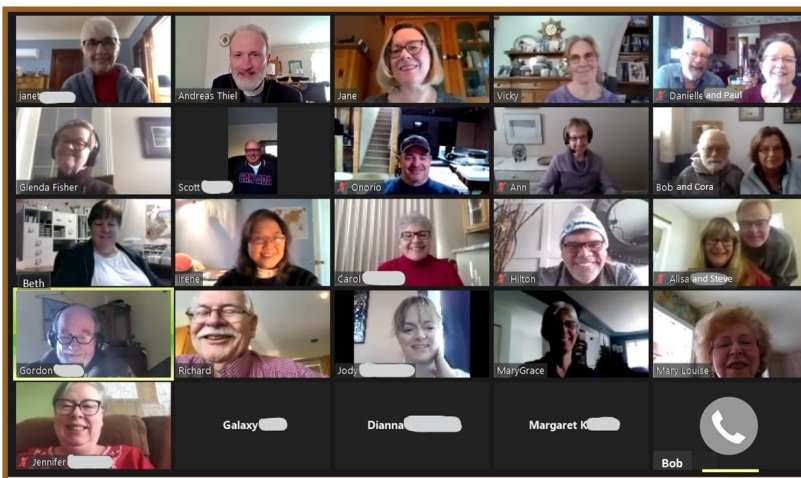 janet
Andreas Thiel
Jane
Vicky
Danielle and Paul
Glenda Fisher
Scott
CANADA
Onorio
Ann
Bob and Cora
Beth
Irene
Carol
Hilton
Alisa and Steve
Gordon
Richard
Jody
MaryGrace
Mary Louise
Jennifer
Galaxy
Dianna
Margaret K
Bob